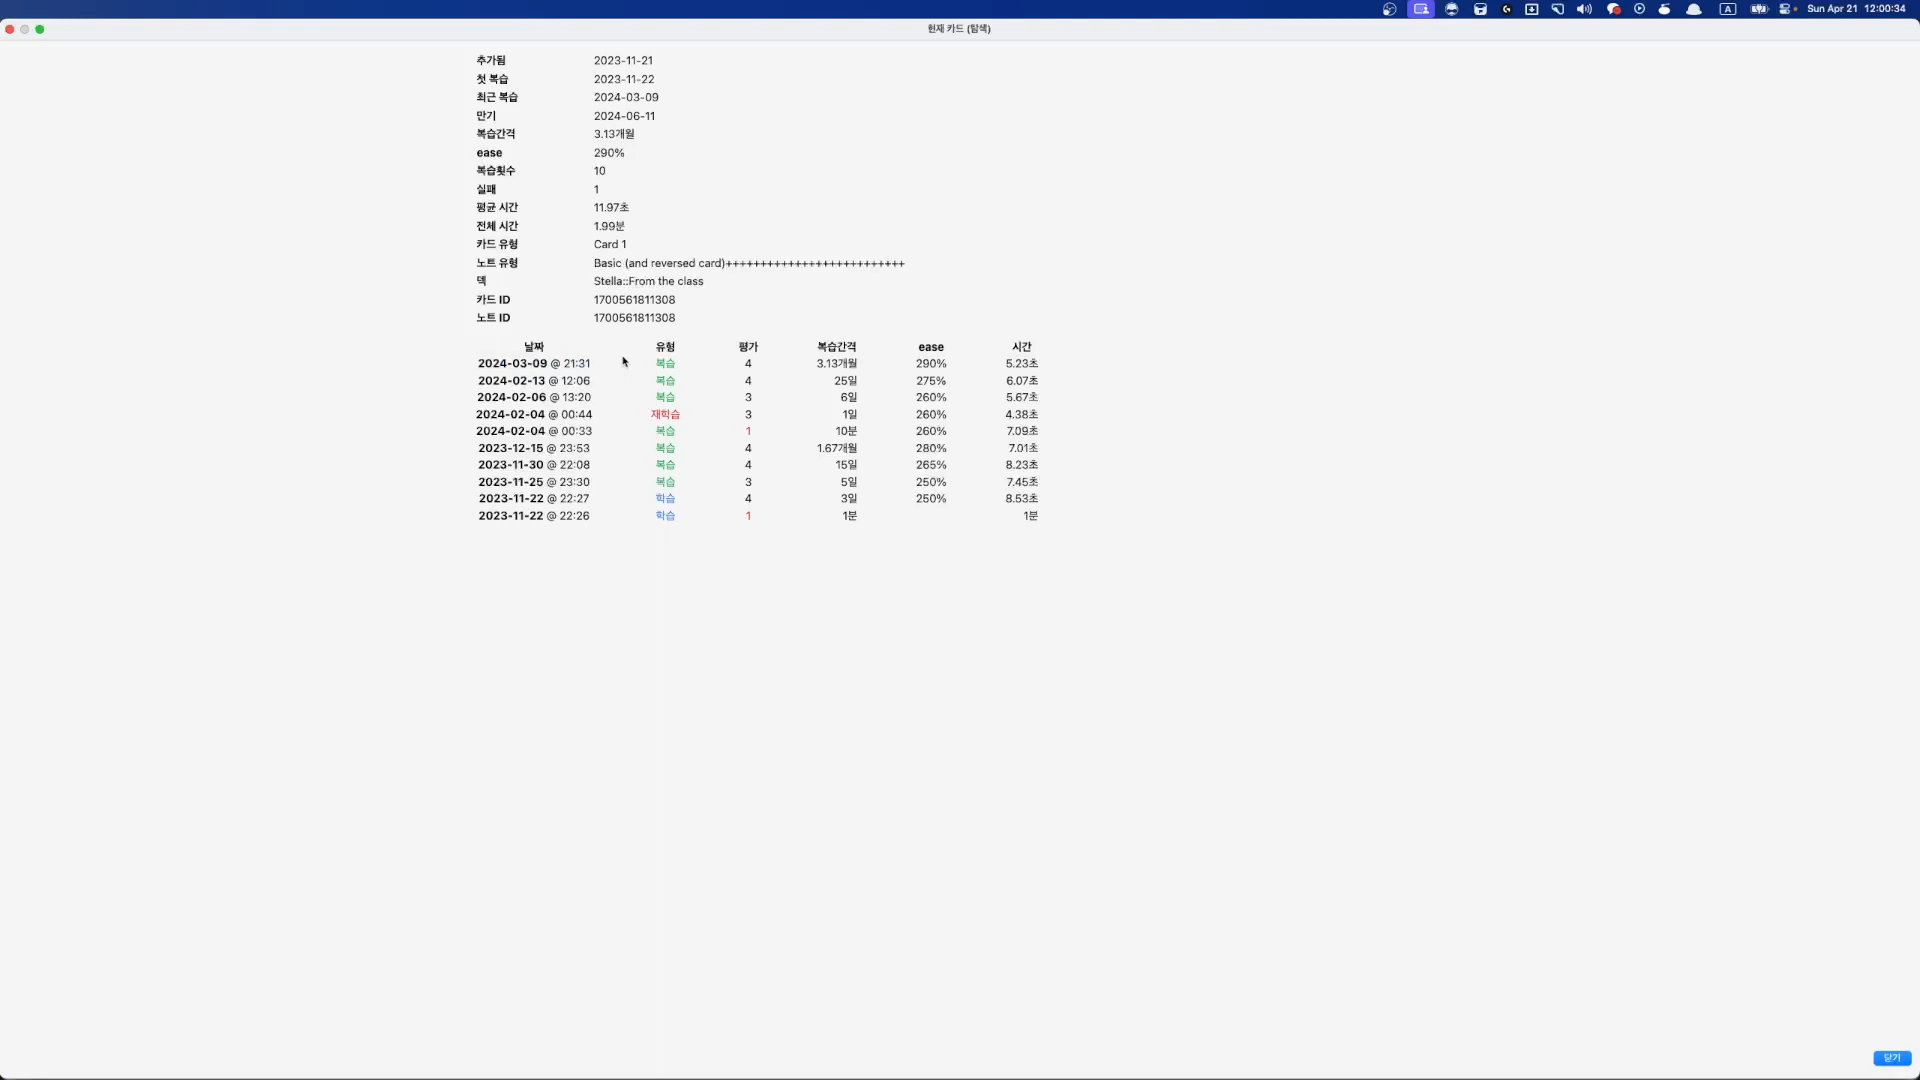 Sun Apr 21 12:00:34
현재 카드 (탐색)
추가됨 2023-11-21
첫 복습 2023-11-22
최근 복습 2024-03-09
만기 2024-06-11
복습간격 3.13개월
ease 290%
복습횟수 10
실패 1
평균 시간 11.97초
전체 시간 1.99분
카드 유형 Card 1
노트 유형 Basic (and reversed card)++++++++++++++++++++++++++
덱 Stella::From the class
카드 ID 1700561811308
노트 ID 1700561811308
날짜 유형 평가 복습간격 ease 시간
2024-03-09 @ 21:31 복습 4 3.13개월 290% 5.23초
2024-02-13 @ 12:06 복습 4 25일 275% 6.07초
2024-02-06 @ 13:20 복습 3 6일 260% 5.67초
2024-02-04 @ 00:44 재학습 3 1일 260% 4.38초
2024-02-04 @ 00:33 복습 1 10분 260% 7.09초
2023-12-15 @ 23:53 복습 4 1.67개월 280% 7.01초
2023-11-30 @ 22:08 복습 4 15일 265% 8.23초
2023-11-25 @ 23:30 복습 3 5일 250% 7.45초
2023-11-22 @ 22:27 학습 4 3일 250% 8.53초
2023-11-22 @ 22:26 학습 1 1분 1분
닫기